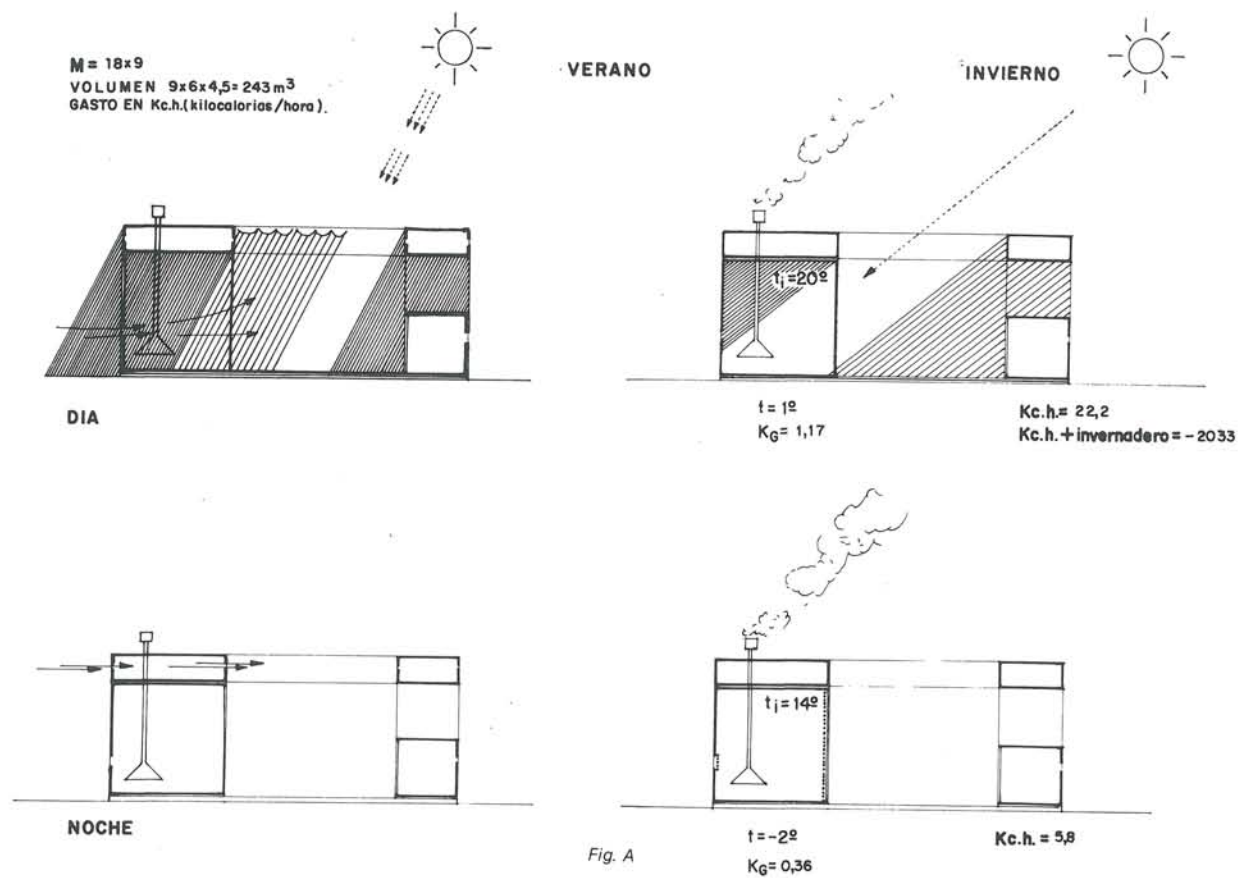 M = 18x9
VOLUMEN 9x6x4,5= 243 m³
GASTO EN Kc.h.(kilocalorias/hora).
VERANO
INVIERNO
ti=20º
DIA
t = 1º
KG= 1,17
Kc.h.= 22,2
Kc.h.+invernadero= -2033
ti=14º
NOCHE
t=-2º
KG=0,36
Kc.h.= 5,8
Fig. A